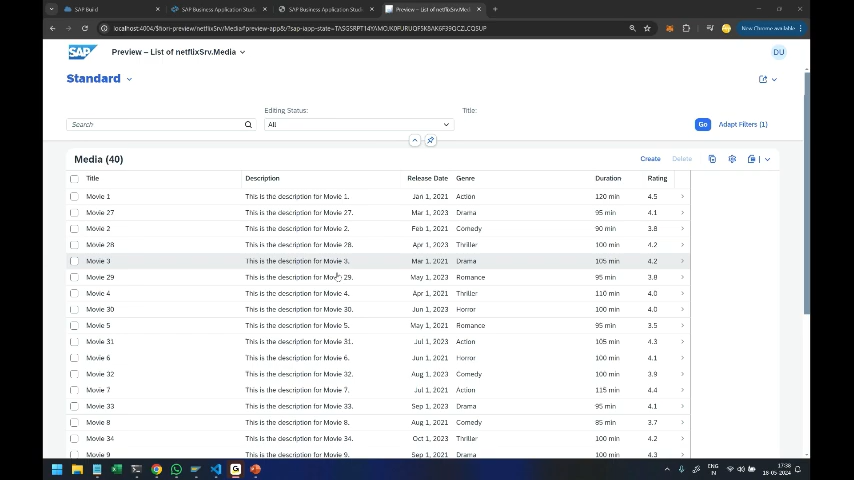 SAP Build
SAP Business Application Studio
SAP Business Application Studio
Preview – List of netflixSrv.Media
New Chrome available
SAP
Preview – List of netflixSrv.Media
DU
Standard
Editing Status:
Title:
Search
All
Go
Adapt Filters (1)
Media (40)
Create
Delete
Title Description Release Date Genre Duration Rating
Movie 1 This is the description for Movie 1. Jan 1, 2021 Action 120 min 4.5
Movie 27 This is the description for Movie 27. Mar 1, 2023 Drama 95 min 4.1
Movie 2 This is the description for Movie 2. Feb 1, 2021 Comedy 90 min 3.8
Movie 28 This is the description for Movie 28. Apr 1, 2023 Thriller 100 min 4.2
Movie 3 This is the description for Movie 3. Mar 1, 2021 Drama 105 min 4.2
Movie 29 This is the description for Movie 29. May 1, 2023 Romance 95 min 3.8
Movie 4 This is the description for Movie 4. Apr 1, 2021 Thriller 110 min 4.0
Movie 30 This is the description for Movie 30. Jun 1, 2023 Horror 100 min 4.0
Movie 5 This is the description for Movie 5. May 1, 2021 Romance 95 min 3.5
Movie 31 This is the description for Movie 31. Jul 1, 2023 Action 105 min 4.3
Movie 6 This is the description for Movie 6. Jun 1, 2021 Horror 100 min 4.1
Movie 32 This is the description for Movie 32. Aug 1, 2023 Comedy 100 min 3.9
Movie 7 This is the description for Movie 7. Jul 1, 2021 Action 115 min 4.4
Movie 33 This is the description for Movie 33. Sep 1, 2023 Drama 95 min 4.1
Movie 8 This is the description for Movie 8. Aug 1, 2021 Comedy 85 min 3.7
Movie 34 This is the description for Movie 34. Oct 1, 2023 Thriller 100 min 4.2
Movie 9 This is the description for Movie 9. Sep 1, 2021 Drama 100 min 4.3
ENG
IN
17:38
18-05-2024